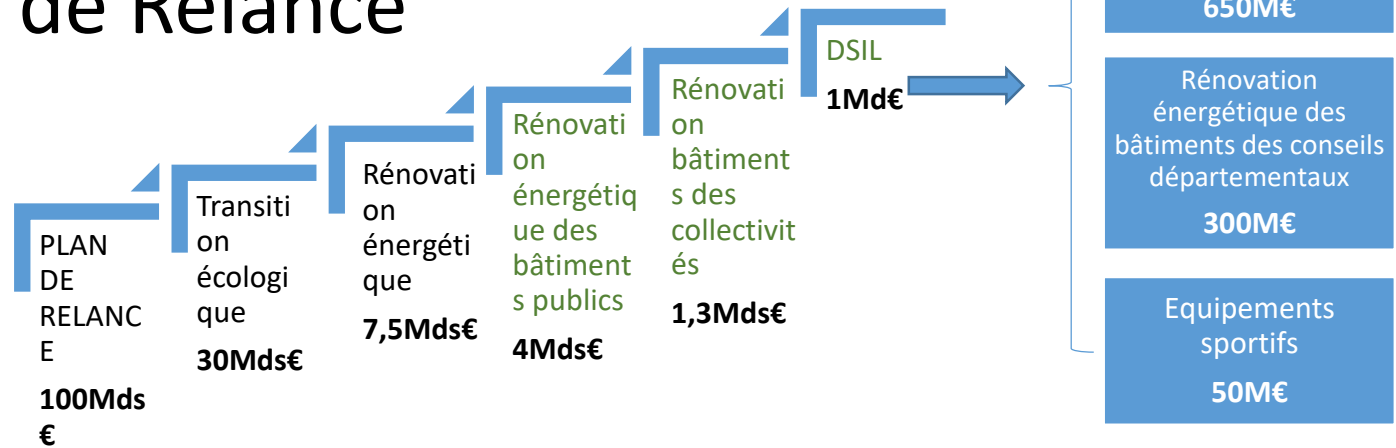 de Relance
PLAN
DE
RELANC
E
100Mds
€
Transiti
on
écologi
que
30Mds€
Rénovati
on
énergéti
que
7,5Mds€
Rénovati
on
énergétiq
ue des
bâtiment
s publics
4Mds€
Rénovati
on
bâtiment
s des
collectivit
és
1,3Mds€
DSIL
1Md€
650M€
Rénovation
énergétique des
bâtiments des conseils
départementaux
300M€
Equipements
sportifs
50M€